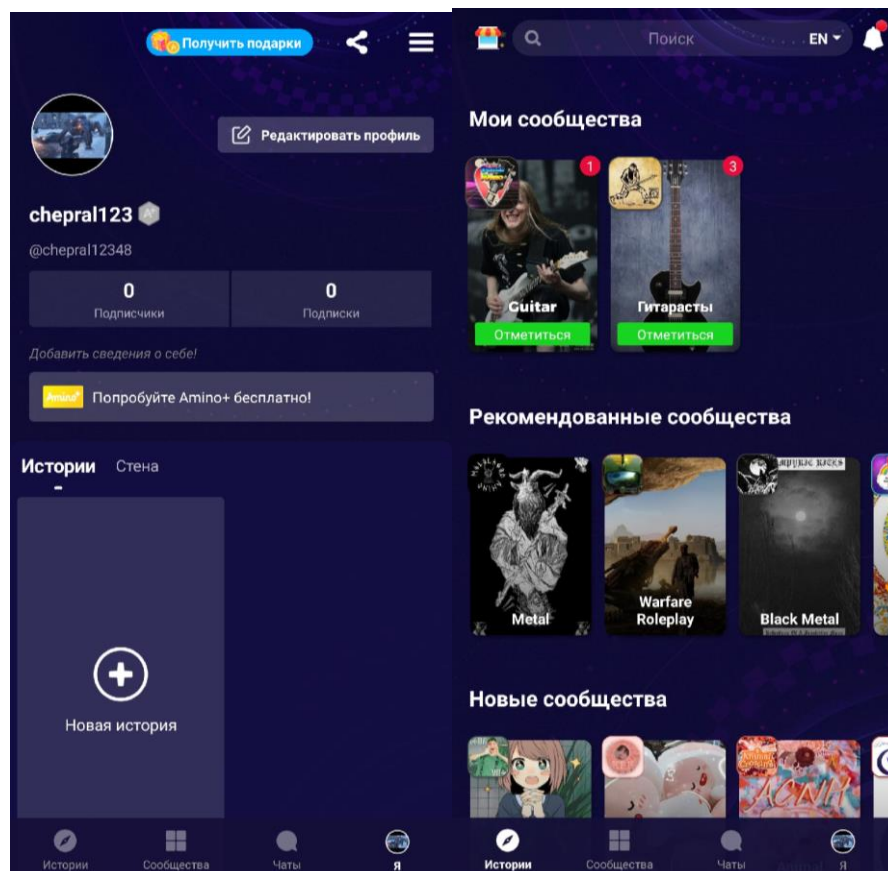 Получить подарки
Редактировать профиль
chepral123 A+
@chepral12348
0
Подписчики
0
Подписки
Добавить сведения о себе!
Amino+ Попробуйте Amino+ бесплатно!
Истории Стена
Новая история
Истории Сообщества Чаты Я
Поиск EN
Мои сообщества
1
Guitar
Отметиться
3
Гитарасты
Отметиться
Рекомендованные сообщества
Metal
Warfare
Roleplay
Black Metal
Новые сообщества
ACNH
Истории Сообщества Чаты Я